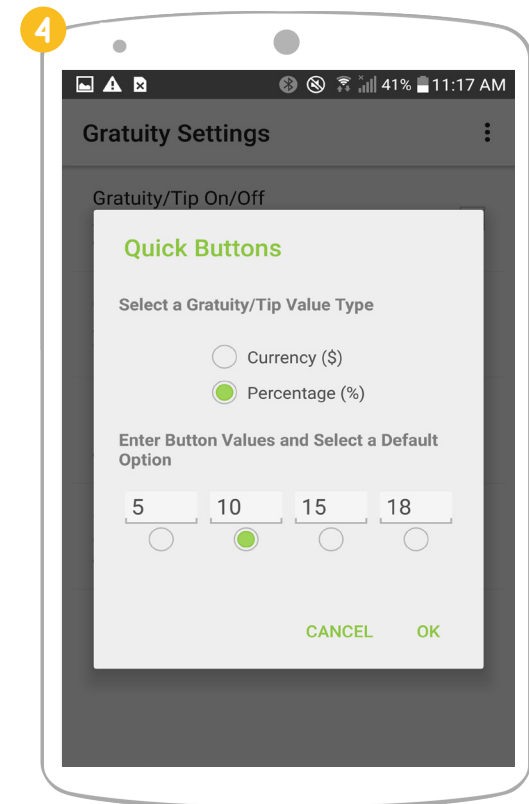 4
41% 11:17 AM
Gratuity Settings
Gratuity/Tip On/Off
Quick Buttons
Select a Gratuity/Tip Value Type
Currency ($)
Percentage (%)
Enter Button Values and Select a Default
Option
5 10 15 18
CANCEL OK